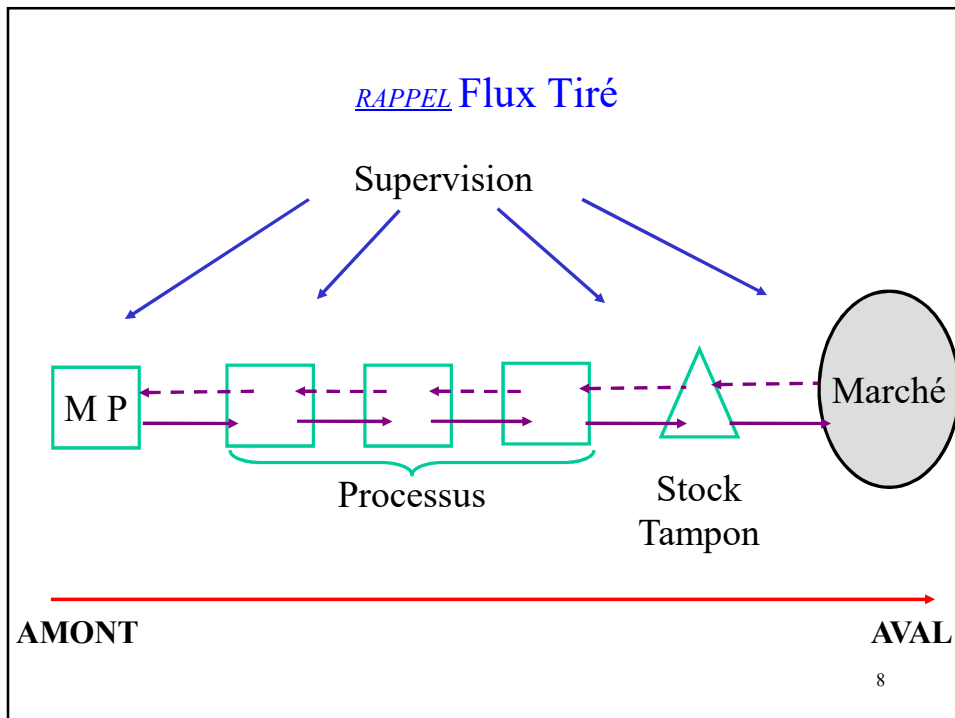 RAPPEL Flux Tiré
Supervision
M P
Marché
Processus
Stock
Tampon
AMONT
AVAL
8